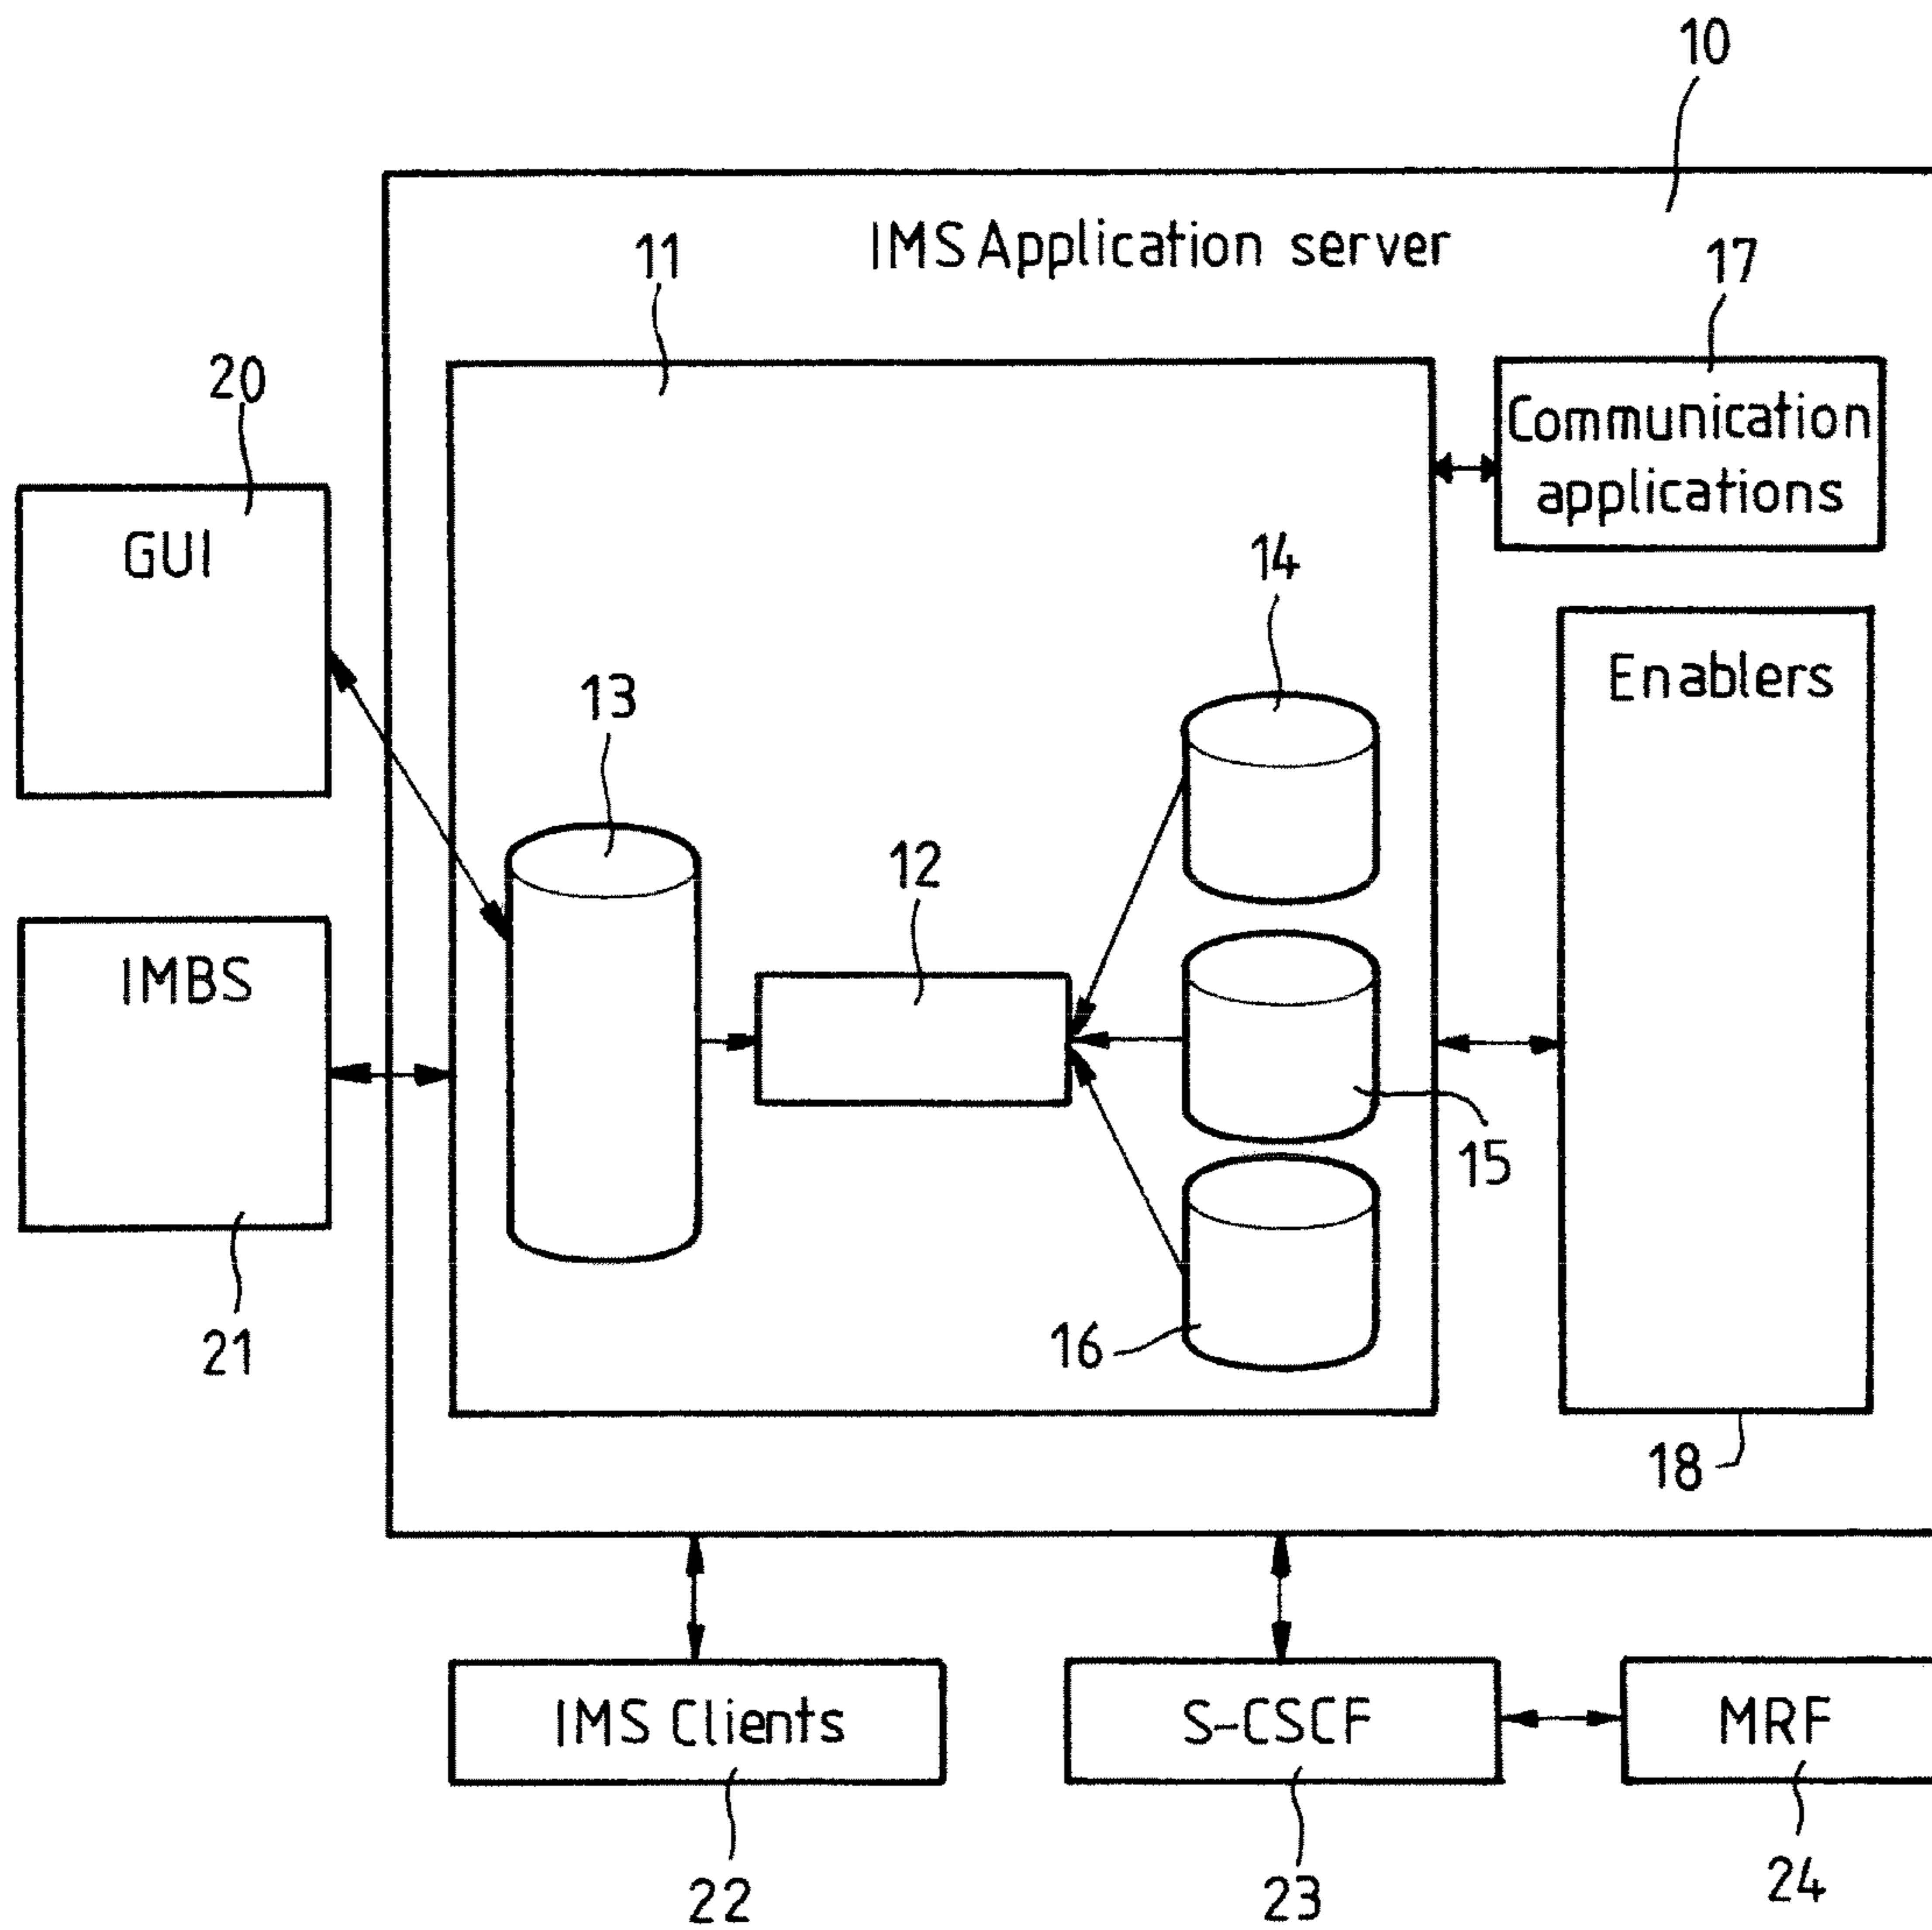 10
IMS Application server
11
17
Communication
applications
20
GUI
14
Enablers
13
12
IMBS
15
21
16
18
IMS Clients
S-CSCF
MRF
22
23
24